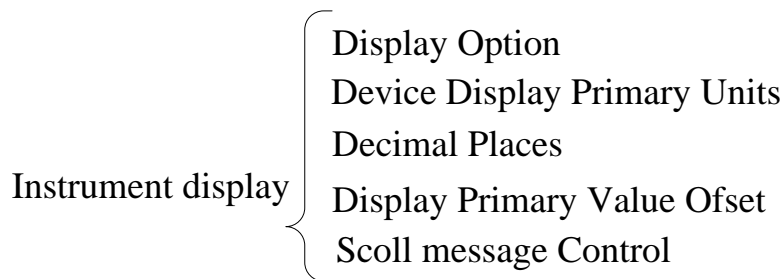 Display Option
Device Display Primary Units
Decimal Places
Instrument display
Display Primary Value Ofset
Scoll message Control